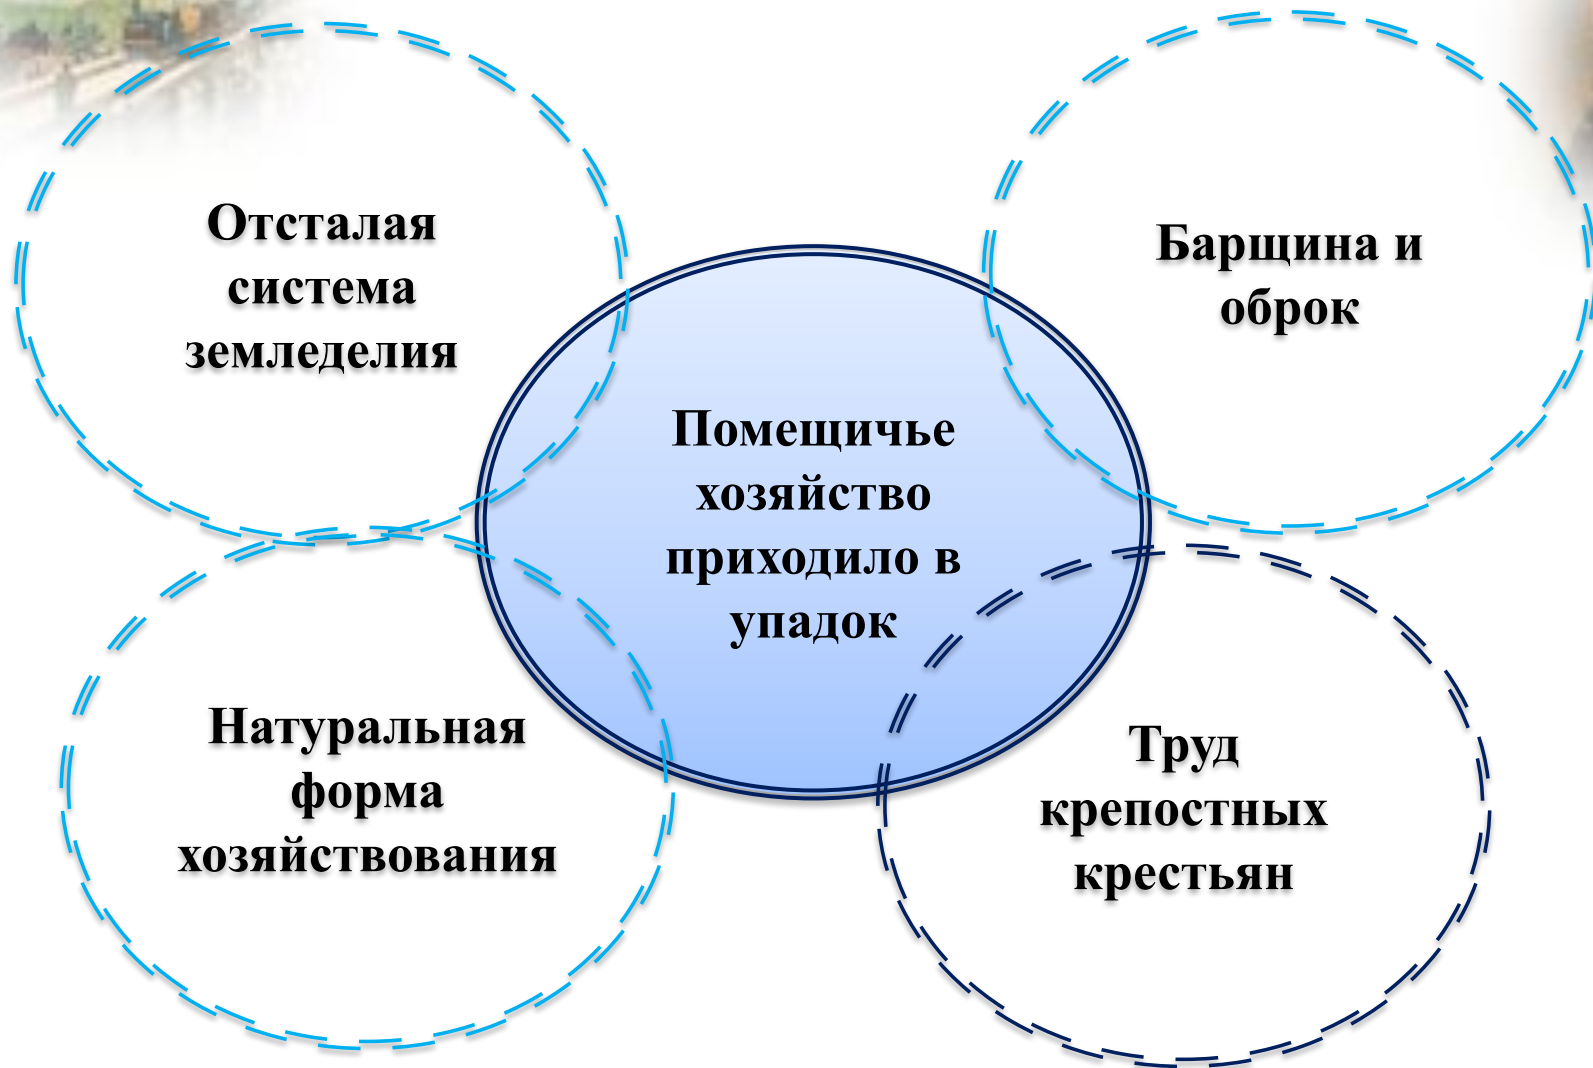 Отсталая
система
земледелия
Барщина и
оброк
Помещичье
хозяйство
приходило в
упадок
Натуральная
форма
хозяйствования
Труд
крепостных
крестьян